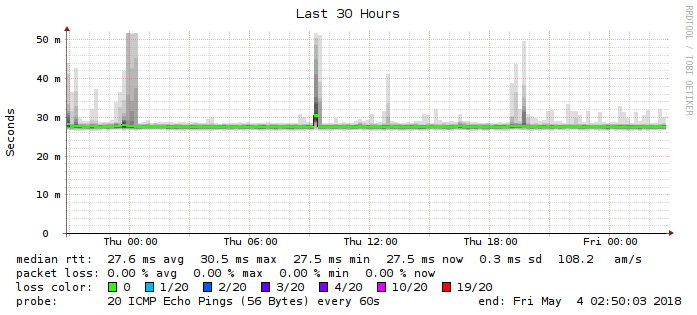 Last 30 Hours
RRDTOOL / TOBI OETIKER
Seconds
50 m
40 m
30 m
20 m
10 m
0
Thu 00:00 Thu 06:00 Thu 12:00 Thu 18:00 Fri 00:00
median rtt: 27.6 ms avg 30.5 ms max 27.5 ms min 27.5 ms now 0.3 ms sd 108.2 am/s
packet loss: 0.00 % avg 0.00 % max 0.00 % min 0.00 % now
loss color: 0 1/20 2/20 3/20 4/20 10/20 19/20
probe: 20 ICMP Echo Pings (56 Bytes) every 60s end: Fri May 4 02:50:03 2018